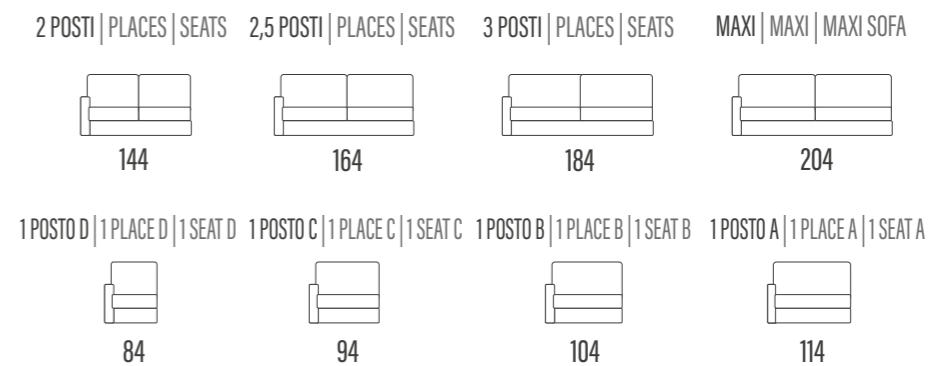 2 POSTI | PLACES | SEATS 2,5 POSTI | PLACES | SEATS 3 POSTI | PLACES | SEATS MAXI | MAXI | MAXI SOFA
144 164 184 204
1 POSTO D | 1 PLACE D | 1 SEAT D 1 POSTO C | 1 PLACE C | 1 SEAT C 1 POSTO B | 1 PLACE B | 1 SEAT B 1 POSTO A | 1 PLACE A | 1 SEAT A
84 94 104 114